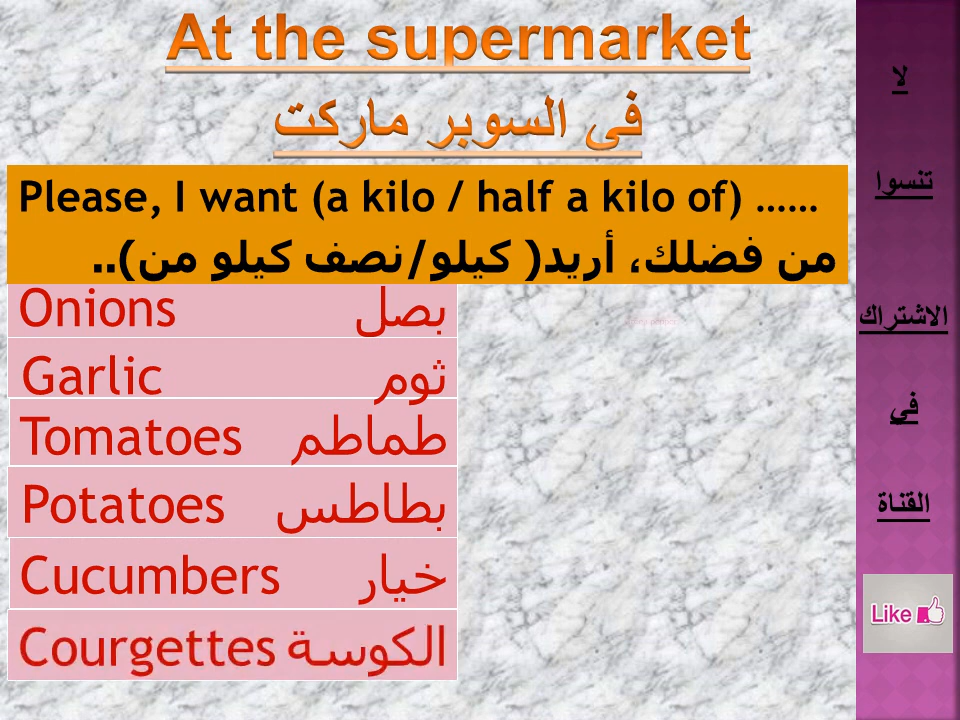 At the supermarket
فى السوبر ماركت
Please, I want (a kilo / half a kilo of) ……
من فضلك، أريد( كيلو/نصف كيلو من)..
Onions بصل
Garlic ثوم
Tomatoes طماطم
Potatoes بطاطس
Cucumbers خيار
Courgettes الكوسة
لا
تنسوا
الاشتراك
في
القناة
Like